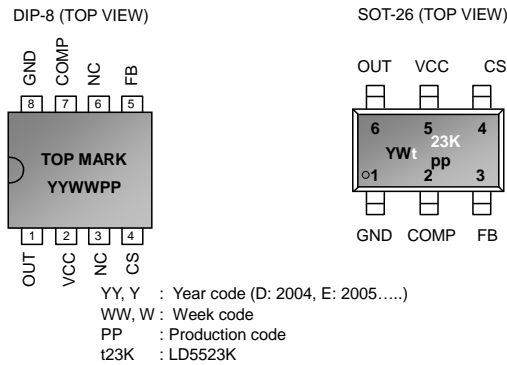 DIP-8 (TOP VIEW)
GND COMP NC FB
8 7 6 5
TOP MARK
YYWWPP
1 2 3 4
OUT VCC NC CS
SOT-26 (TOP VIEW)
OUT VCC CS
6 5 4
YWt 23K
pp
1 2 3
GND COMP FB
YY, Y : Year code (D: 2004, E: 2005…..)
WW, W : Week code
PP : Production code
t23K : LD5523K